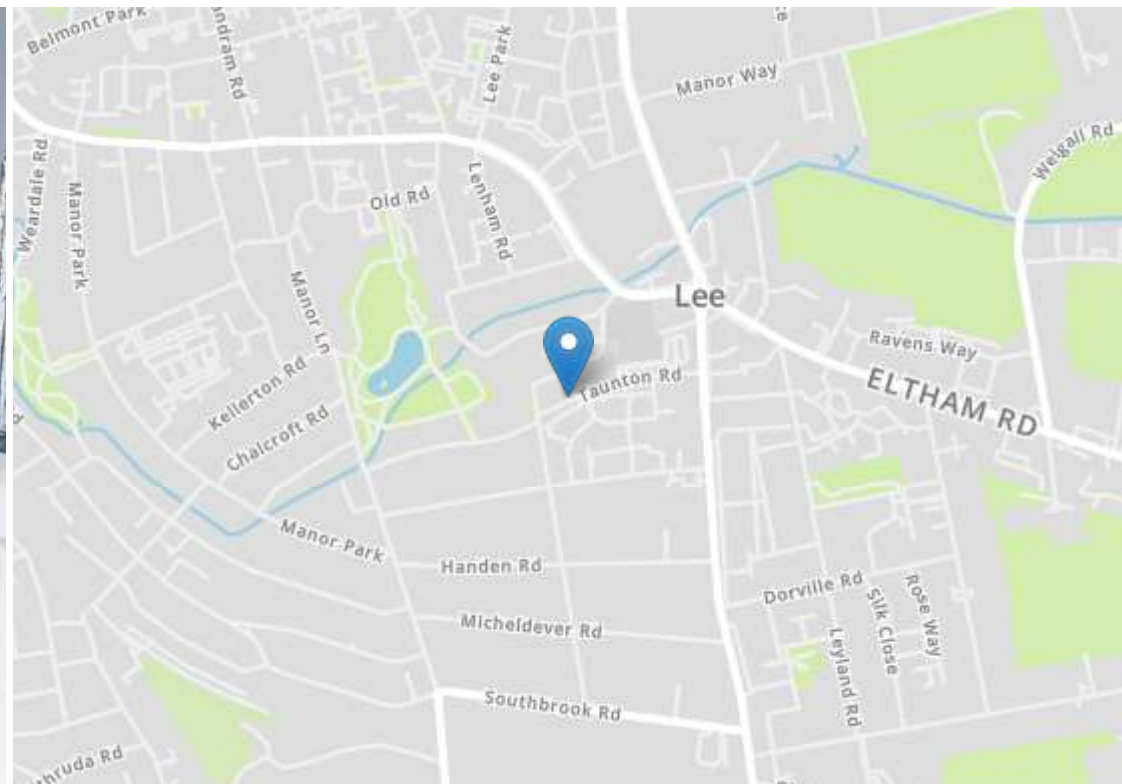 Belmont Park
Lee Park
Manor Way
Weigall Rd
Weardale Rd
Manor Park
Old Rd
Lenham Rd
Manor Ln
Lee
Ravens Way
Kellerton Rd
Taunton Rd
ELTHAM RD
Chalcroft Rd
Manor Park
Handen Rd
Dorville Rd
Silk Close
Rose Way
Micheldever Rd
Leyland Rd
Southbrook Rd